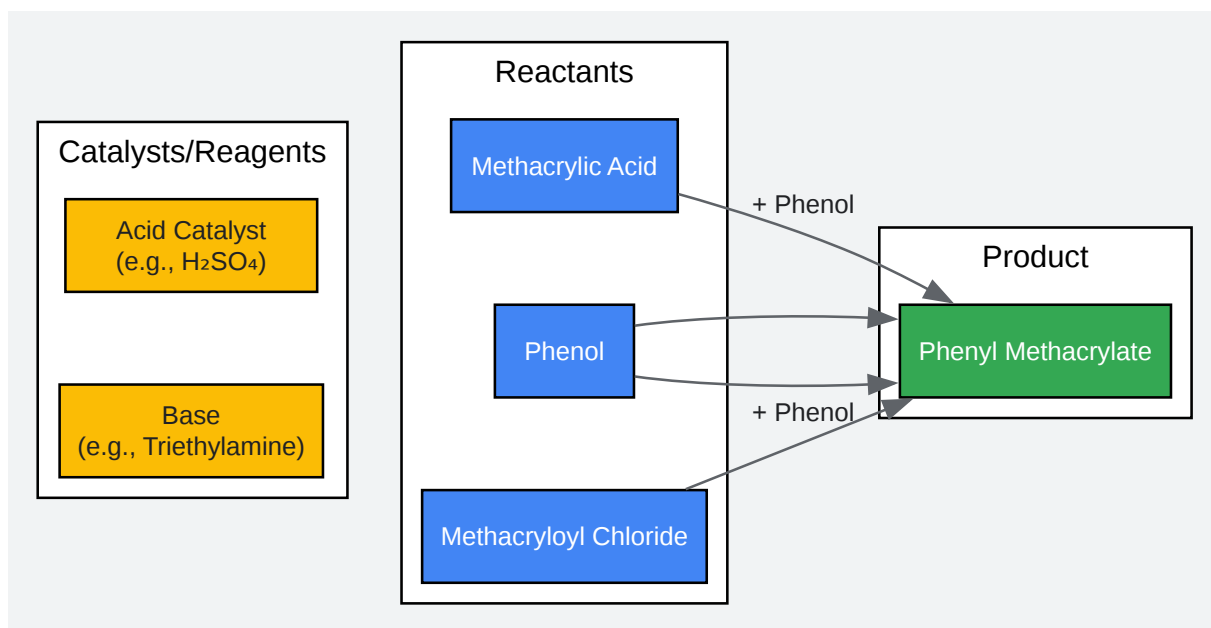 Catalysts/Reagents
Acid Catalyst
(e.g., H₂SO₄)
Base
(e.g., Triethylamine)
Reactants
Methacrylic Acid
Phenol
Methacryloyl Chloride
+ Phenol
+ Phenol
Product
Phenyl Methacrylate